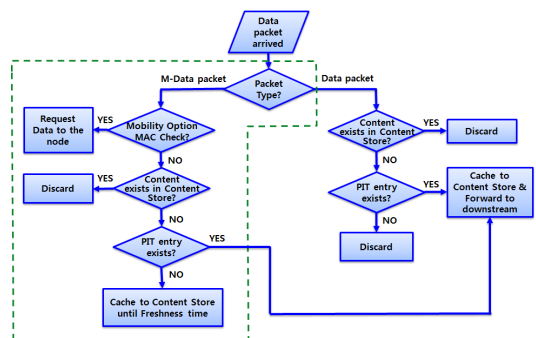 Data
packet
arrived
M-Data packet
Packet
Type?
Data packet
Request
Data to the
node
YES
Mobility Option
MAC Check?
Content
exists in Content
Store?
YES
Discard
NO
NO
Discard
YES
Content
exists in Content
Store?
PIT entry
exists?
YES
Cache to
Content Store &
Forward to
downstream
NO
NO
PIT entry
exists?
YES
Discard
NO
Cache to Content Store
until Freshness time